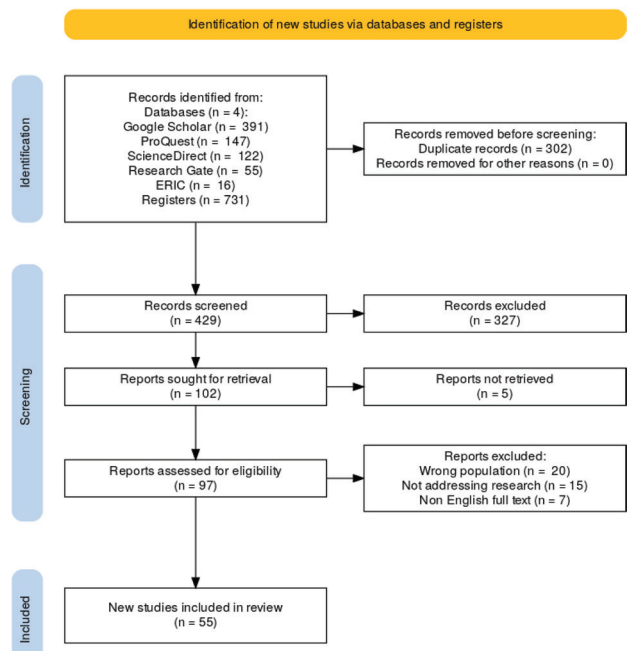 Identification of new studies via databases and registers
Identification
Records identified from:
Databases (n = 4):
Google Scholar (n = 391)
ProQuest (n = 147)
ScienceDirect (n = 122)
Research Gate (n = 55)
ERIC (n = 16)
Registers (n = 731)
Records removed before screening:
Duplicate records (n = 302)
Records removed for other reasons (n = 0)
Screening
Records screened
(n = 429)
Records excluded
(n = 327)
Reports sought for retrieval
(n = 102)
Reports not retrieved
(n = 5)
Reports assessed for eligibility
(n = 97)
Reports excluded:
Wrong population (n = 20)
Not addressing research (n = 15)
Non English full text (n = 7)
Included
New studies included in review
(n = 55)